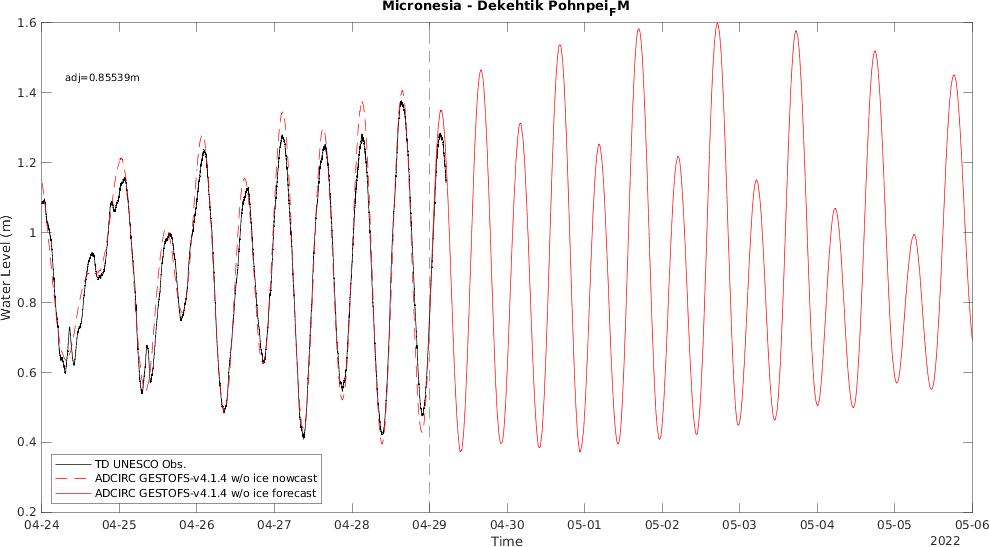 Micronesia - Dekehtik Pohnpei_FM
adj=0.85539m
Water Level (m)
1.6
1.4
1.2
1
0.8
0.6
0.4
0.2
TD UNESCO Obs.
ADCIRC GESTOFS-v4.1.4 w/o ice nowcast
ADCIRC GESTOFS-v4.1.4 w/o ice forecast
04-24 04-25 04-26 04-27 04-28 04-29 04-30 05-01 05-02 05-03 05-04 05-05 05-06
Time
2022